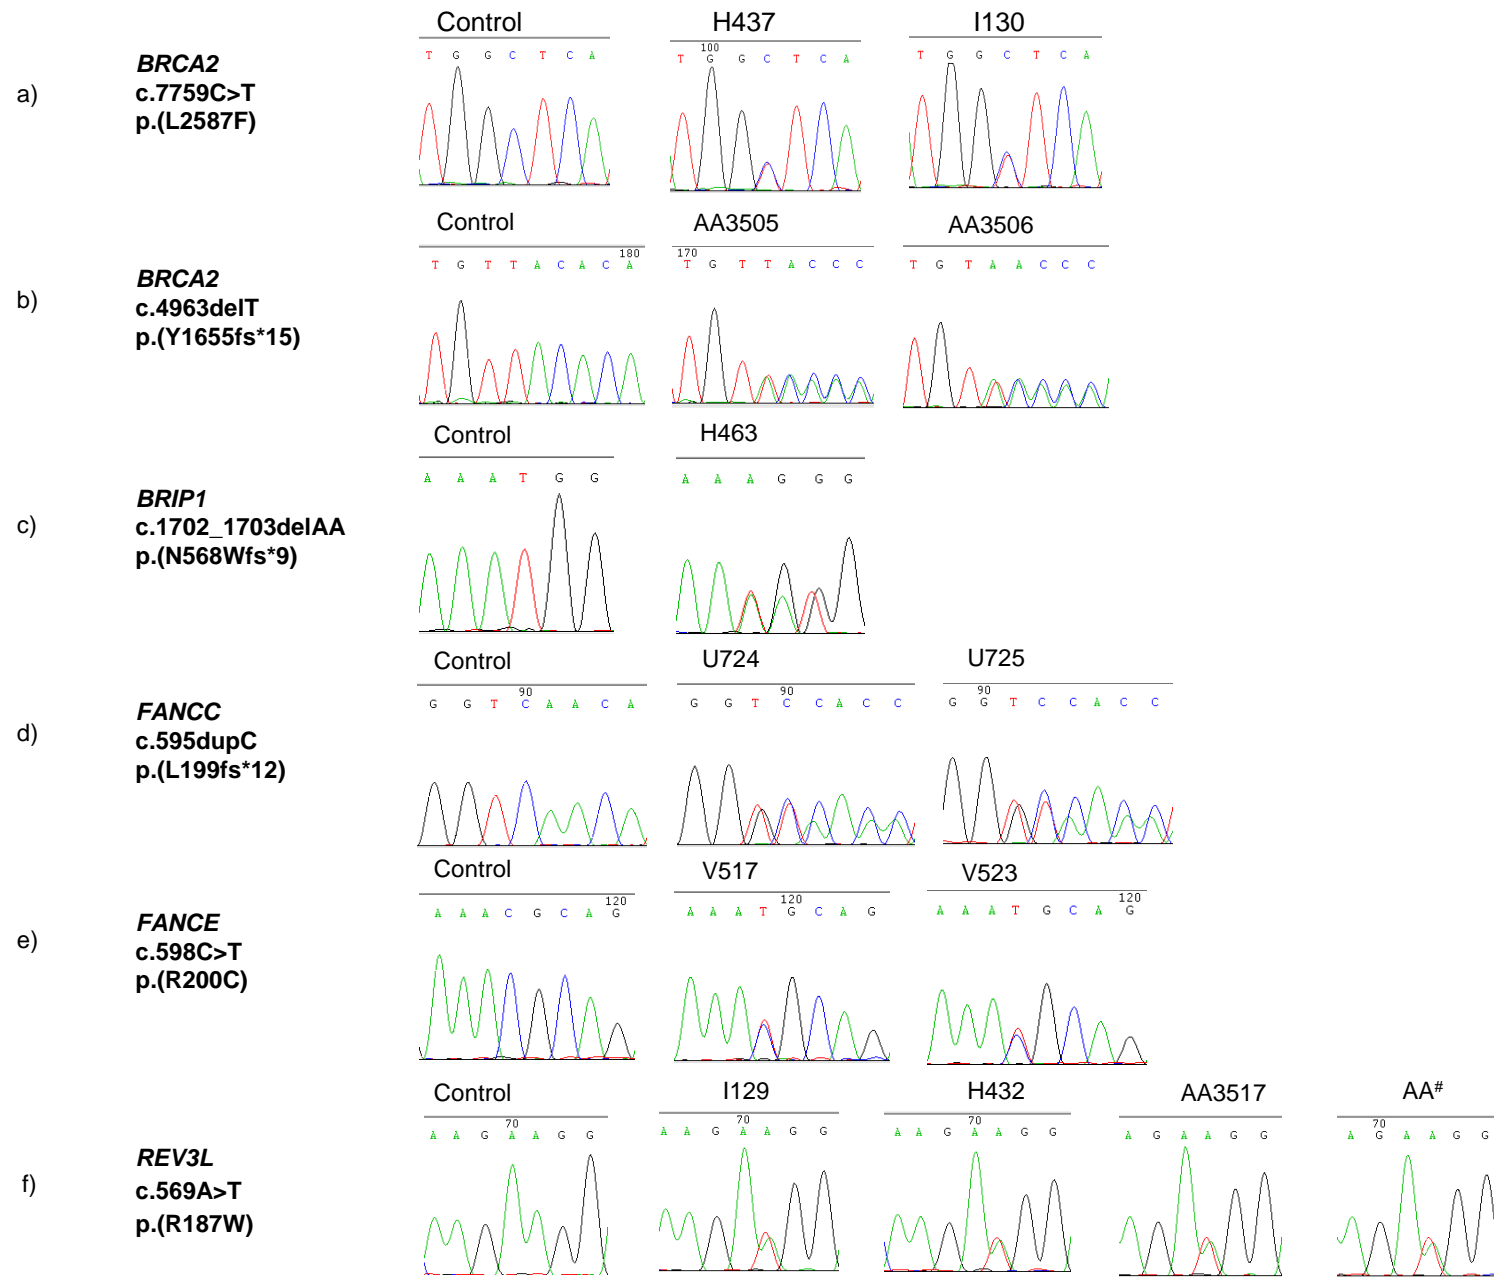 Control H437 I130
100
T G G C T C A T G G C T C A T G G C T C A
a)
BRCA2
c.7759C>T
p.(L2587F)
Control AA3505 AA3506
180 170
T G T T A C A C A T G T T A C C C T G T A A C C C
b)
BRCA2
c.4963delT
p.(Y1655fs*15)
Control H463
A A A T G G A A A G G G
c)
BRIP1
c.1702_1703delAA
p.(N568Wfs*9)
Control U724 U725
90 90 90
G G T C A A C A G G T C C A C C G G T C C A C C
d)
FANCC
c.595dupC
p.(L199fs*12)
Control V517 V523
120 120 120
A A A C G C A G A A A T G C A G A A A T G C A G
e)
FANCE
c.598C>T
p.(R200C)
Control I129 H432 AA3517 AA#
70 70 70 70
A A G A A G G A A G A A G G A A G A A G G A G A A G G A G A A G G
f)
REV3L
c.569A>T
p.(R187W)